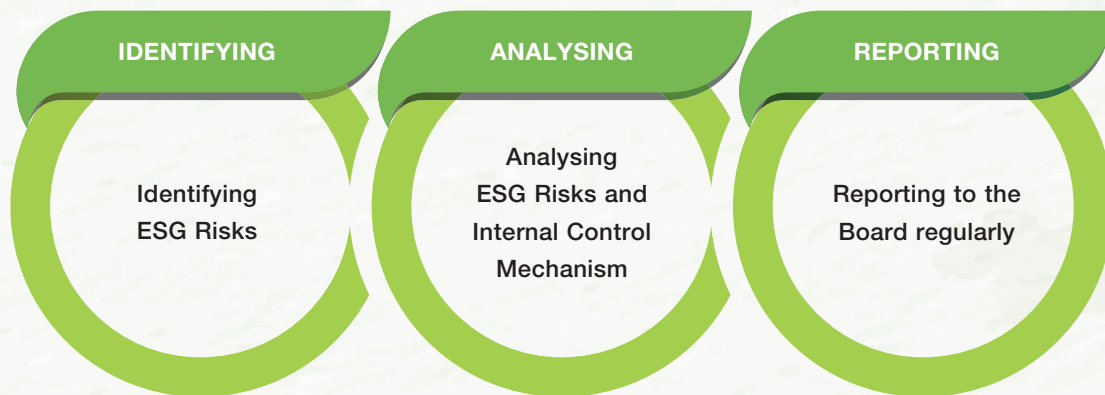 IDENTIFYING
Identifying
ESG Risks
ANALYSING
Analysing
ESG Risks and
Internal Control
Mechanism
REPORTING
Reporting to the
Board regularly